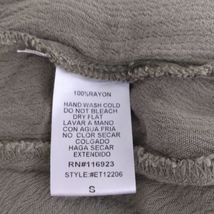 100%RAYON
HAND WASH COLD
DO NOT BLEACH
DRY FLAT
LAVAR A MANO
CON AGUA FRIA
NO CLOR SECAR
COLGADO
HAGA SECAR
EXTENDIDO
RN#116923
STYLE:#ET12206
S